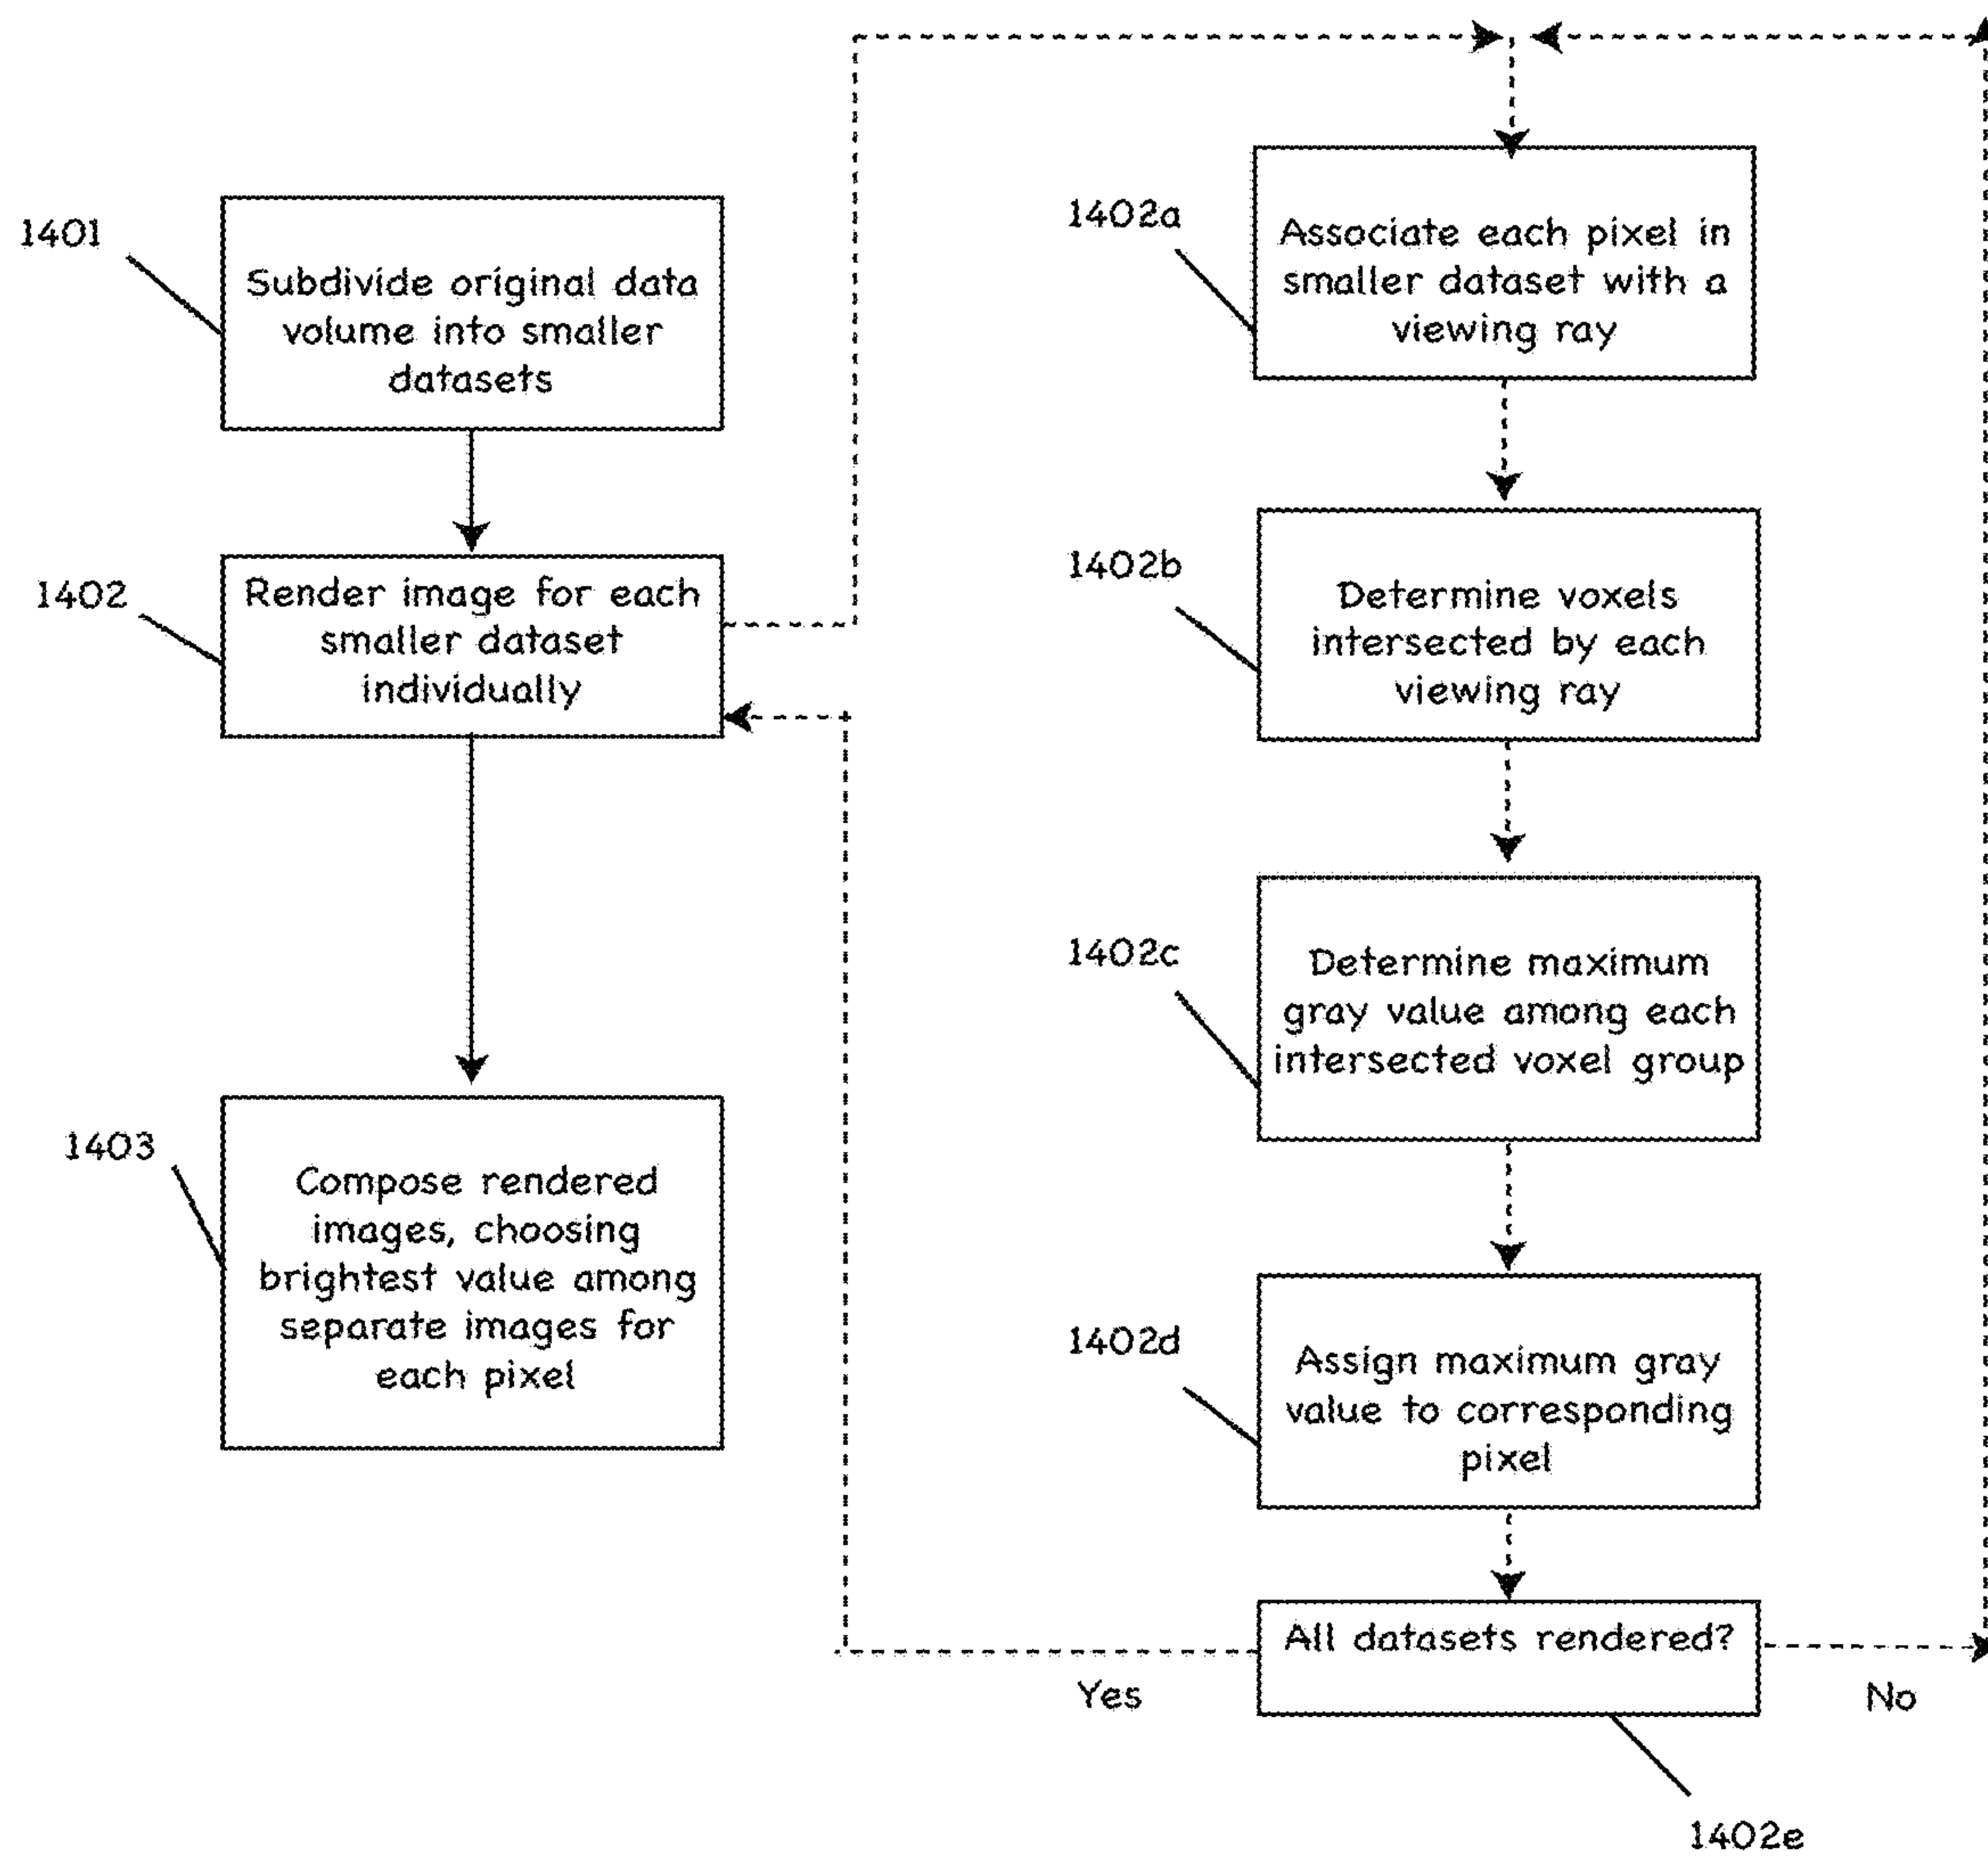 1401
Subdivide original data
volume into smaller
datasets
1402
Render image for each
smaller dataset
individually
1403
Compose rendered
images, choosing
brightest value among
separate images for
each pixel
1402a
Associate each pixel in
smaller dataset with a
viewing ray
1402b
Determine voxels
intersected by each
viewing ray
1402c
Determine maximum
gray value among each
intersected voxel group
1402d
Assign maximum gray
value to corresponding
pixel
All datasets rendered?
Yes
No
1402e